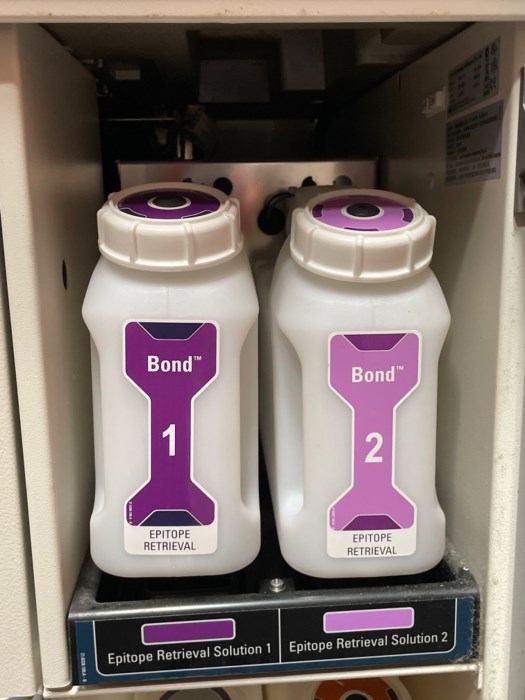 Bond™
1
EPITOPE
RETRIEVAL
Bond™
2
EPITOPE
RETRIEVAL
Epitope Retrieval Solution 1
Epitope Retrieval Solution 2